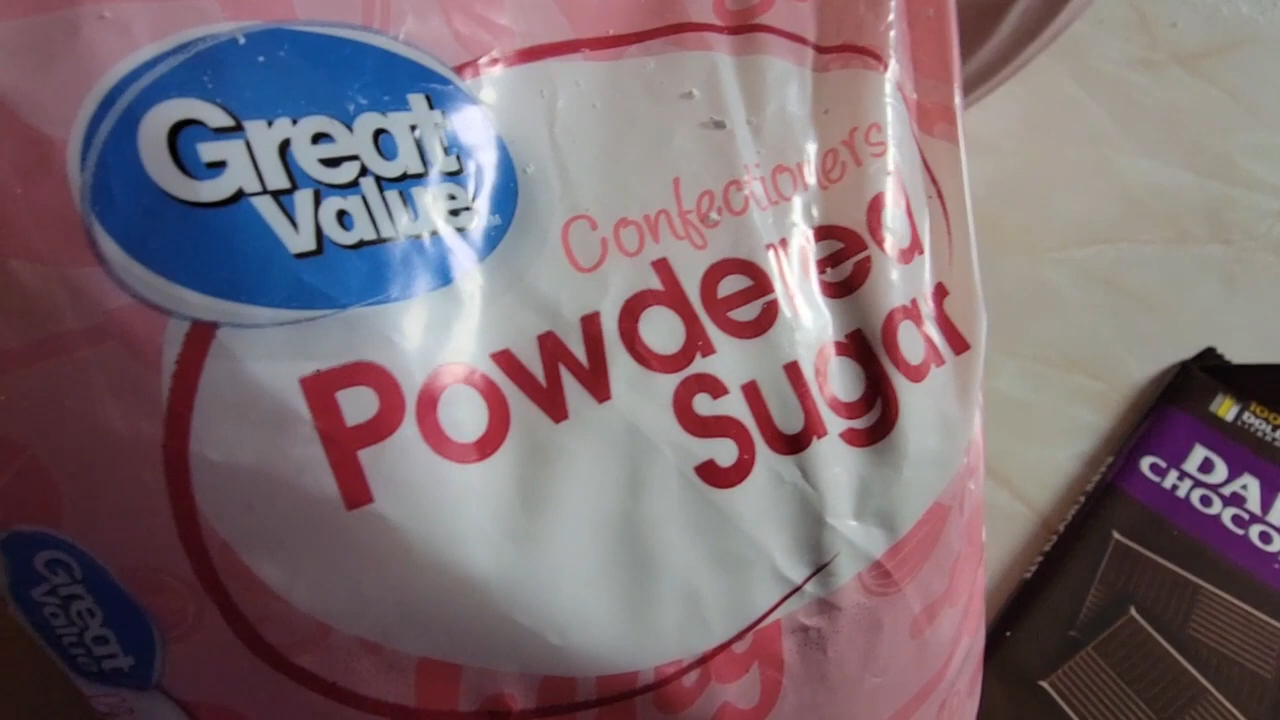 Great
Value
Confectioners
Powdered
Sugar
Great
Value
DA
CHOCO